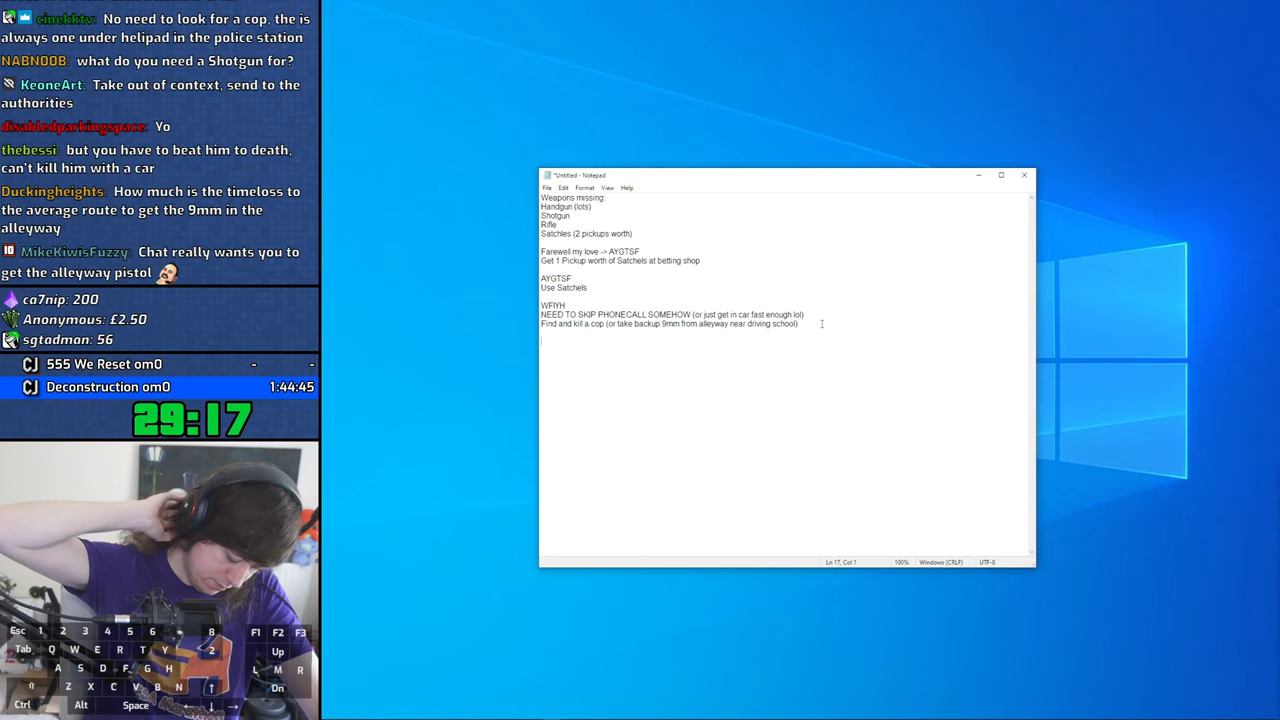 cinekktv: No need to look for a cop, the is
always one under helipad in the police
station
NABNOOB: what do you need a Shotgun for?
KeoneArt: Take out of context, send to the
authorities
disabledparkingspace: Yo
thebessi: but you have to beat him to death,
can't kill him with a car
Duckingheights: How much is the timeloss to
the average route to get the 9mm in the
alleyway
MikeKiwisFuzzy: Chat really wants you to
get the alleyway pistol
ca7nip: 200
Anonymous: £2.50
sgtadman: 56
CJ 555 We Reset om0 - -
CJ Deconstruction om0 1:44:45
29:17
*Untitled - Notepad
File Edit Format View Help
Weapons missing:
Handgun (lots)
Shotgun
Rifle
Satchles (2 pickups worth)
Farewell my love -> AYGTSF
Get 1 Pickup worth of Satchels at betting shop
AYGTSF
Use Satchels
WFIYH
NEED TO SKIP PHONECALL SOMEHOW (or just get in car fast enough lol)
Find and kill a cop (or take backup 9mm from alleyway near driving school)
Ln 17, Col 1 100% Windows (CRLF) UTF-8
Esc 1 2 3 4 5 6 8 F1 F2 F3
Tab Q W E R T Y 2 Up
A S D F G H L M R
Z X C V B N Dn
Ctrl Alt Space